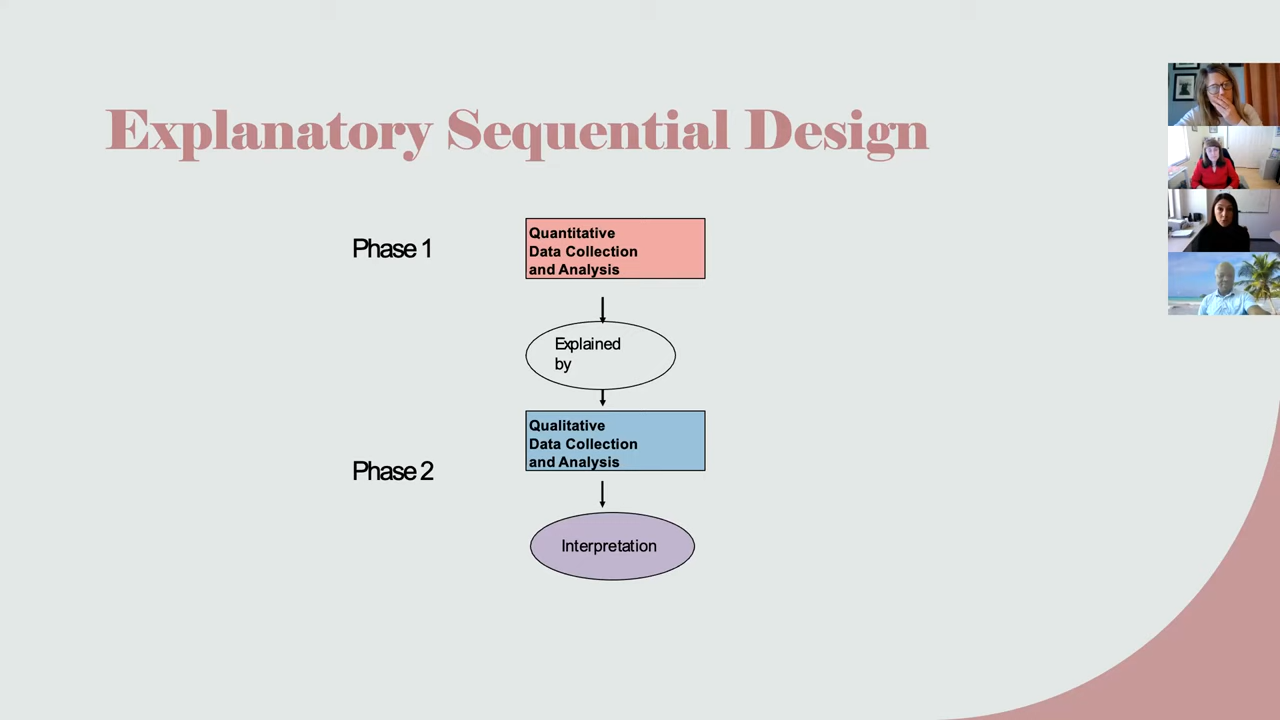 Explanatory Sequential Design
Phase 1
Quantitative
Data Collection
and Analysis
Explained
by
Qualitative
Data Collection
and Analysis
Phase 2
Interpretation